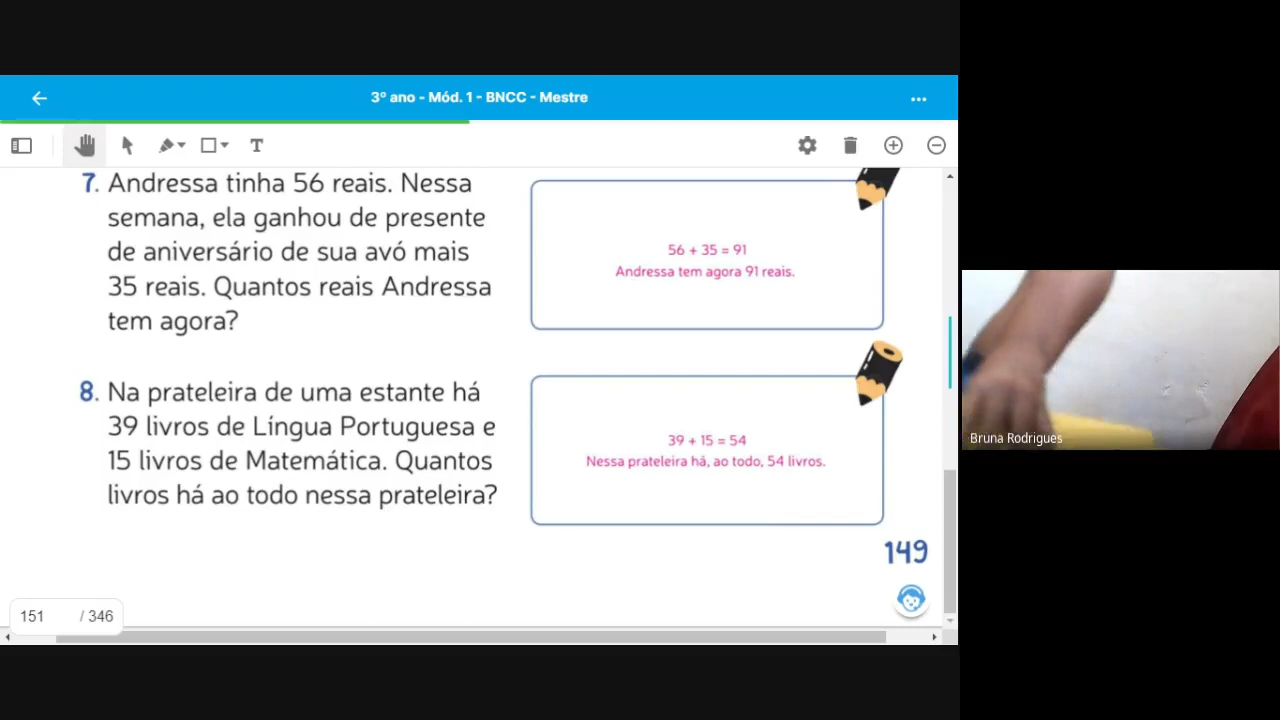 3º ano - Mód. 1 - BNCC - Mestre
T
7. Andressa tinha 56 reais. Nessa
semana, ela ganhou de presente
de aniversário de sua avó mais
35 reais. Quantos reais Andressa
tem agora?
56 + 35 = 91
Andressa tem agora 91 reais.
8. Na prateleira de uma estante há
39 livros de Língua Portuguesa e
15 livros de Matemática. Quantos
livros há ao todo nessa prateleira?
39 + 15 = 54
Nessa prateleira há, ao todo, 54 livros.
149
151 / 346
Bruna Rodrigues